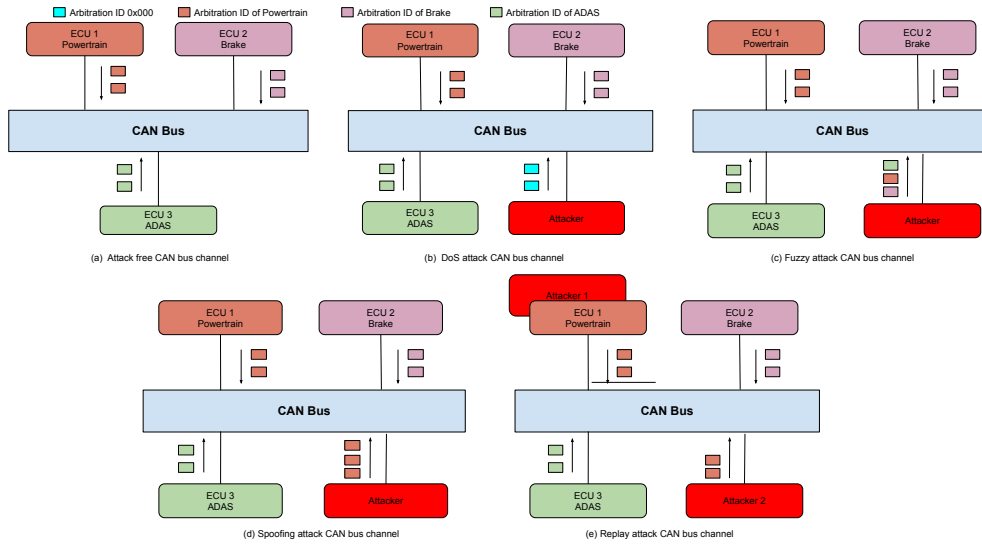 Arbitration ID 0x000
Arbitration ID of Powertrain
Arbitration ID of Brake
Arbitration ID of ADAS
ECU 1
Powertrain
ECU 2
Brake
CAN Bus
ECU 3
ADAS
(a) Attack free CAN bus channel
ECU 1
Powertrain
ECU 2
Brake
CAN Bus
ECU 3
ADAS
Attacker
(b) DoS attack CAN bus channel
ECU 1
Powertrain
ECU 2
Brake
CAN Bus
ECU 3
ADAS
Attacker
(c) Fuzzy attack CAN bus channel
ECU 1
Powertrain
ECU 2
Brake
CAN Bus
ECU 3
ADAS
Attacker
(d) Spoofing attack CAN bus channel
Attacker 1
ECU 1
Powertrain
ECU 2
Brake
CAN Bus
ECU 3
ADAS
Attacker 2
(e) Replay attack CAN bus channel